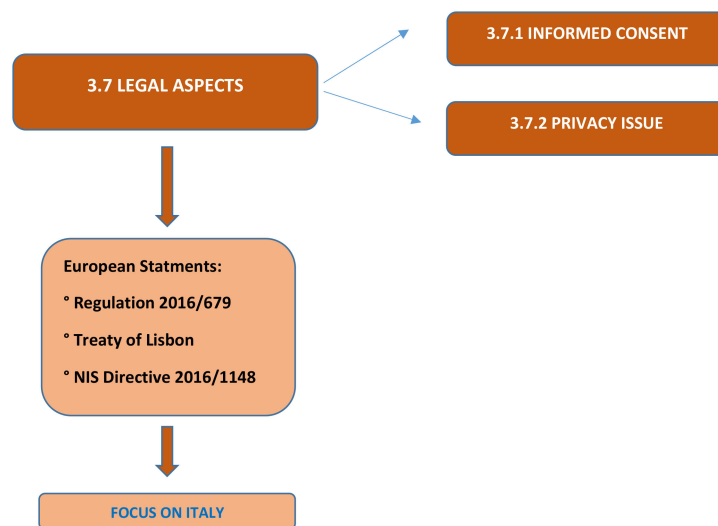 3.7.1 INFORMED CONSENT
3.7 LEGAL ASPECTS
3.7.2 PRIVACY ISSUE
European Statments:
° Regulation 2016/679
° Treaty of Lisbon
° NIS Directive 2016/1148
FOCUS ON ITALY